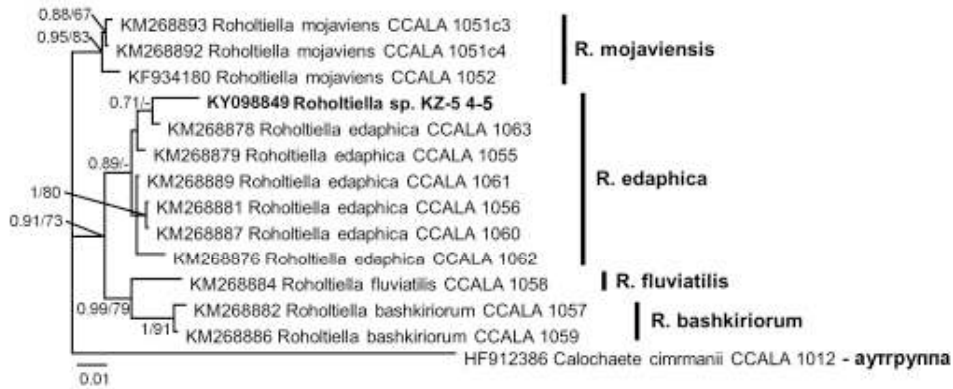 0.88/67
KM268893 Roholtiella mojaviens CCALA 1051c3
0.95/83
KM268892 Roholtiella mojaviens CCALA 1051c4
R. mojaviensis
KF934180 Roholtiella mojaviens CCALA 1052
0.71/-
KY098849 Roholtiella sp. KZ-5 4-5
KM268878 Roholtiella edaphica CCALA 1063
KM268879 Roholtiella edaphica CCALA 1055
0.89/-
KM268889 Roholtiella edaphica CCALA 1061
R. edaphica
1/80
KM268881 Roholtiella edaphica CCALA 1056
0.91/73
KM268887 Roholtiella edaphica CCALA 1060
KM268876 Roholtiella edaphica CCALA 1062
KM268884 Roholtiella fluviatilis CCALA 1058
R. fluviatilis
0.99/79
KM268882 Roholtiella bashkiriorum CCALA 1057
R. bashkiriorum
1/91
KM268886 Roholtiella bashkiriorum CCALA 1059
HF912386 Calochaete cimrmanii CCALA 1012 - аутгруппа
0.01